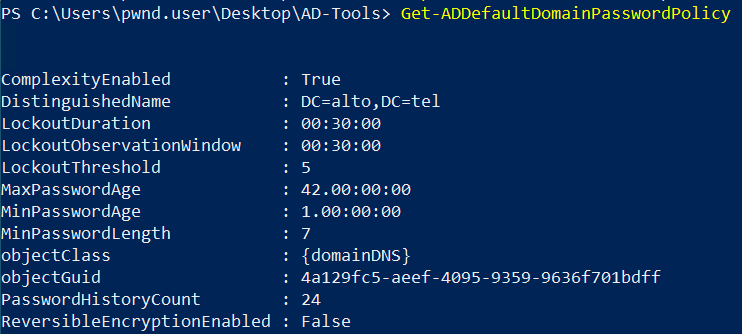 PS C:\Users\pwnd.user\Desktop\AD-Tools> Get-ADDefaultDomainPasswordPolicy
ComplexityEnabled : True
DistinguishedName : DC=alto,DC=tel
LockoutDuration : 00:30:00
LockoutObservationWindow : 00:30:00
LockoutThreshold : 5
MaxPasswordAge : 42.00:00:00
MinPasswordAge : 1.00:00:00
MinPasswordLength : 7
objectClass : {domainDNS}
objectGuid : 4a129fc5-aeef-4095-9359-9636f701bdff
PasswordHistoryCount : 24
ReversibleEncryptionEnabled : False